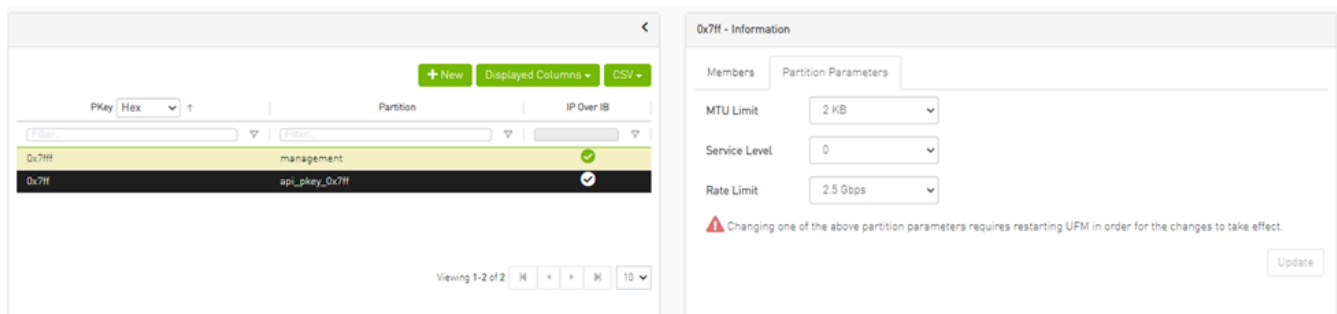 + New Displayed Columns CSV
PKey Hex ↑ Partition IP Over IB
Filter... Filter...
0x7fff management
0x7ff api_pkey_0x7ff
Viewing 1-2 of 2 10
0x7ff - Information
Members Partition Parameters
MTU Limit 2 KB
Service Level 0
Rate Limit 2.5 Gbps
Changing one of the above partition parameters requires restarting UFM in order for the changes to take effect.
Update